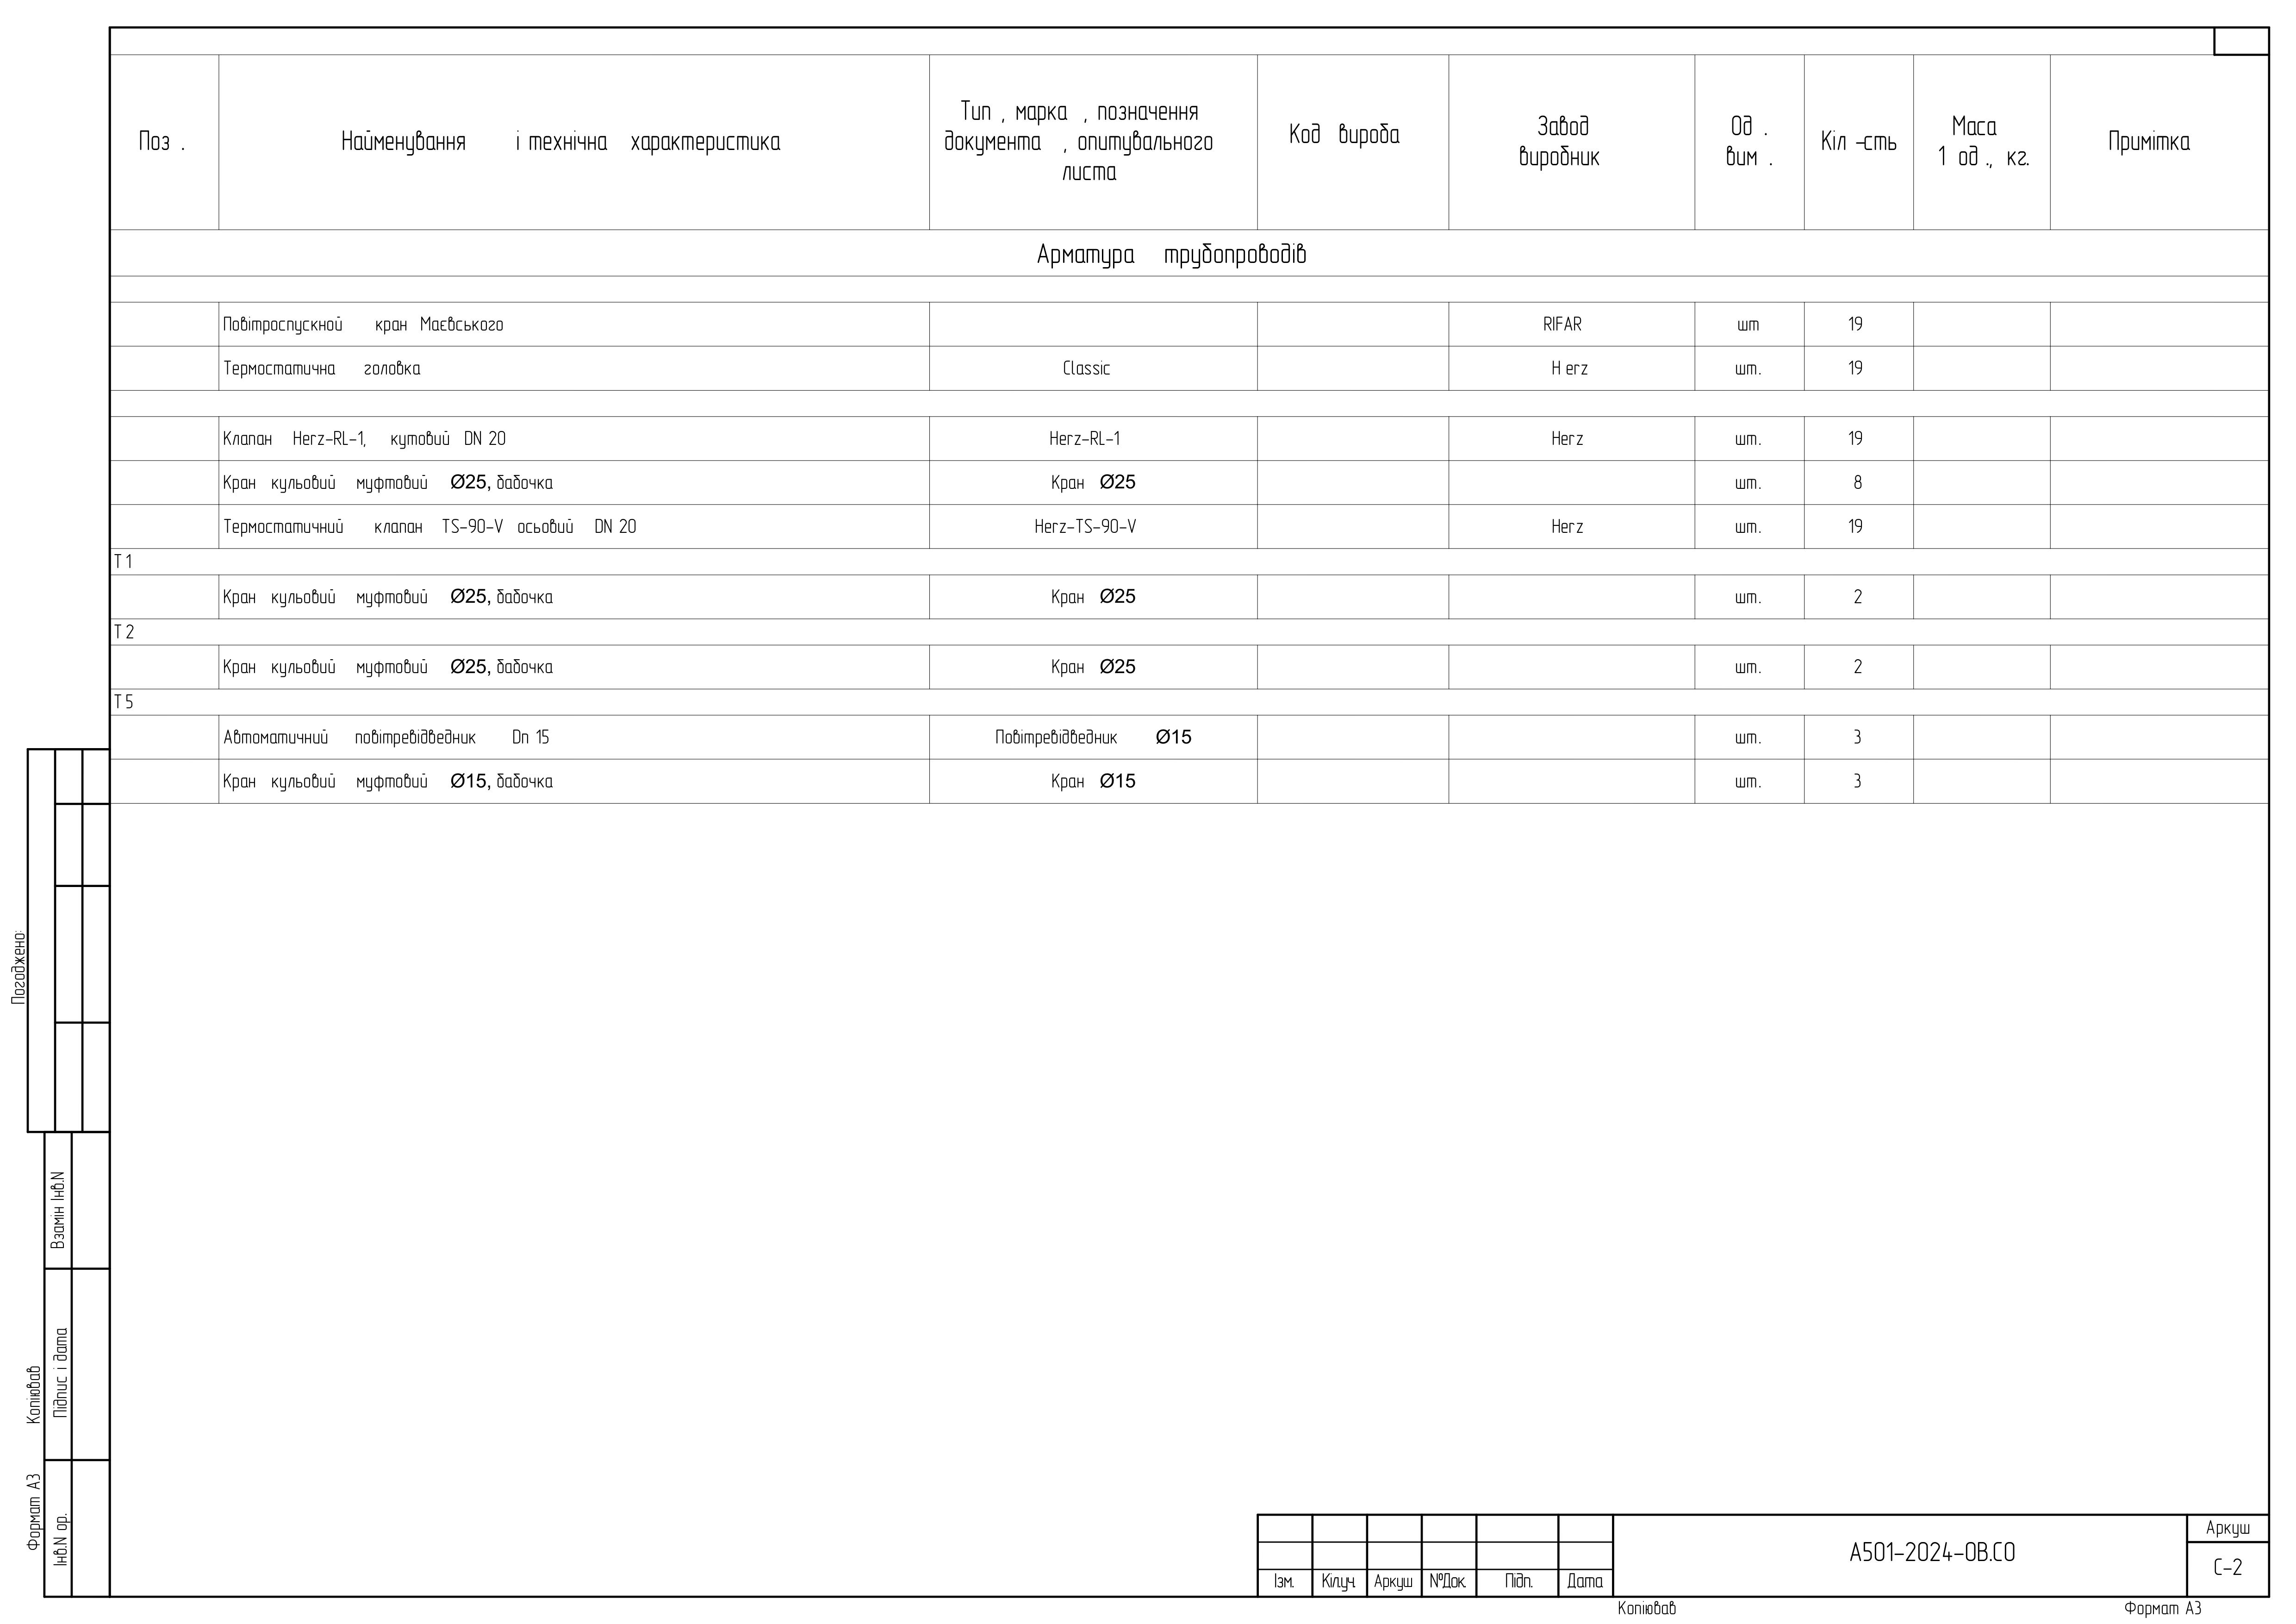 Поз .
Найменування і технічна характеристика
Тип , марка , позначення
документа , опитувального
листа
Код вироба
Завод
виробник
Од .
вим .
Кіл -сть
Маса
1 од ., кг.
Примітка
Арматура трубопроводів
Повітроспускной кран Маєвського RIFAR шт 19
Термостатична головка Classic H erz шт. 19
Клапан Herz-RL-1, кутовий DN 20 Herz-RL-1 Herz шт. 19
Кран кульовий муфтовий Ø25, бабочка Кран Ø25 шт. 8
Термостатичний клапан TS-90-V осьовий DN 20 Herz-TS-90-V Herz шт. 19
Т 1
Кран кульовий муфтовий Ø25, бабочка Кран Ø25 шт. 2
Т 2
Кран кульовий муфтовий Ø25, бабочка Кран Ø25 шт. 2
Т 5
Автоматичний повітревідведник Dn 15 Повітревідведник Ø15 шт. 3
Кран кульовий муфтовий Ø15, бабочка Кран Ø15 шт. 3
Погоджено:
Взамін Інв.N
Підпис і дата
Інв.N ор.
Копіював
Формат А3
Ізм. Кіл.уч. Аркуш №Док. Підп. Дата
А501-2024-ОВ.СО
Аркуш
С-2
Копіював
Формат А3